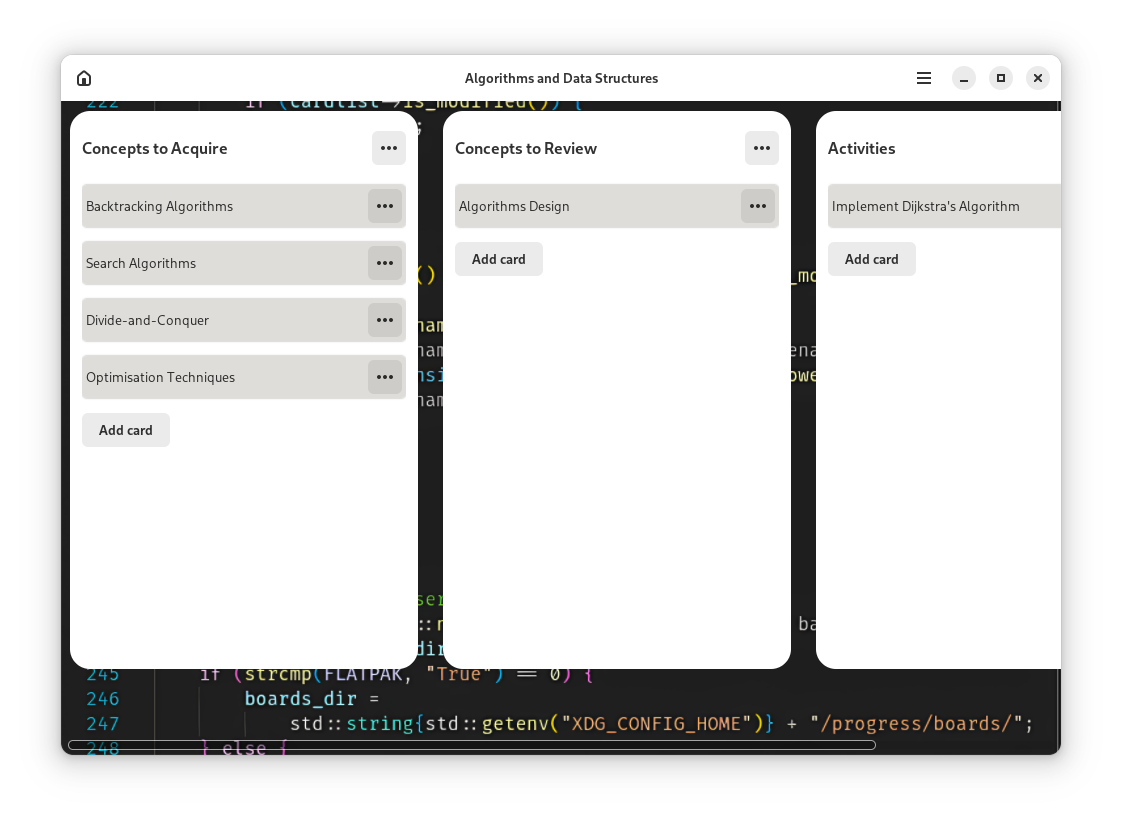 Algorithms and Data Structures
222 if (cardlist->is_modified()) {
;
Concepts to Acquire
Backtracking Algorithms
Search Algorithms
Divide-and-Conquer
Optimisation Techniques
Add card
Concepts to Review
Algorithms Design
Add card
Activities
Implement Dijkstra's Algorithm
Add card
()
245 if (strcmp(FLATPAK, "True") == 0) {
246 boards_dir =
247 std::string{std::getenv("XDG_CONFIG_HOME")} + "/progress/boards/";
248 } else {